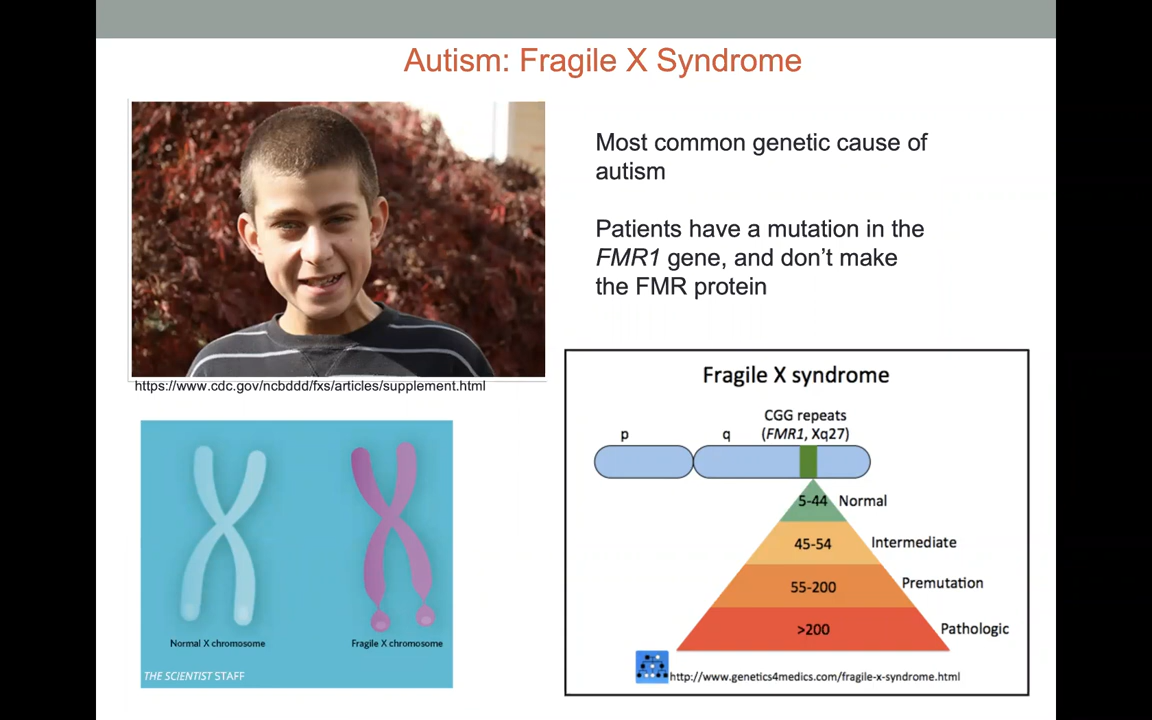 Autism: Fragile X Syndrome
Most common genetic cause of
autism
Patients have a mutation in the
FMR1 gene, and don't make
the FMR protein
https://www.cdc.gov/ncbddd/fxs/articles/supplement.html
Normal X chromosome
Fragile X chromosome
THE SCIENTIST STAFF
Fragile X syndrome
CGG repeats
p q (FMR1, Xq27)
5-44 Normal
45-54 Intermediate
55-200 Premutation
>200 Pathologic
http://www.genetics4medics.com/fragile-x-syndrome.html